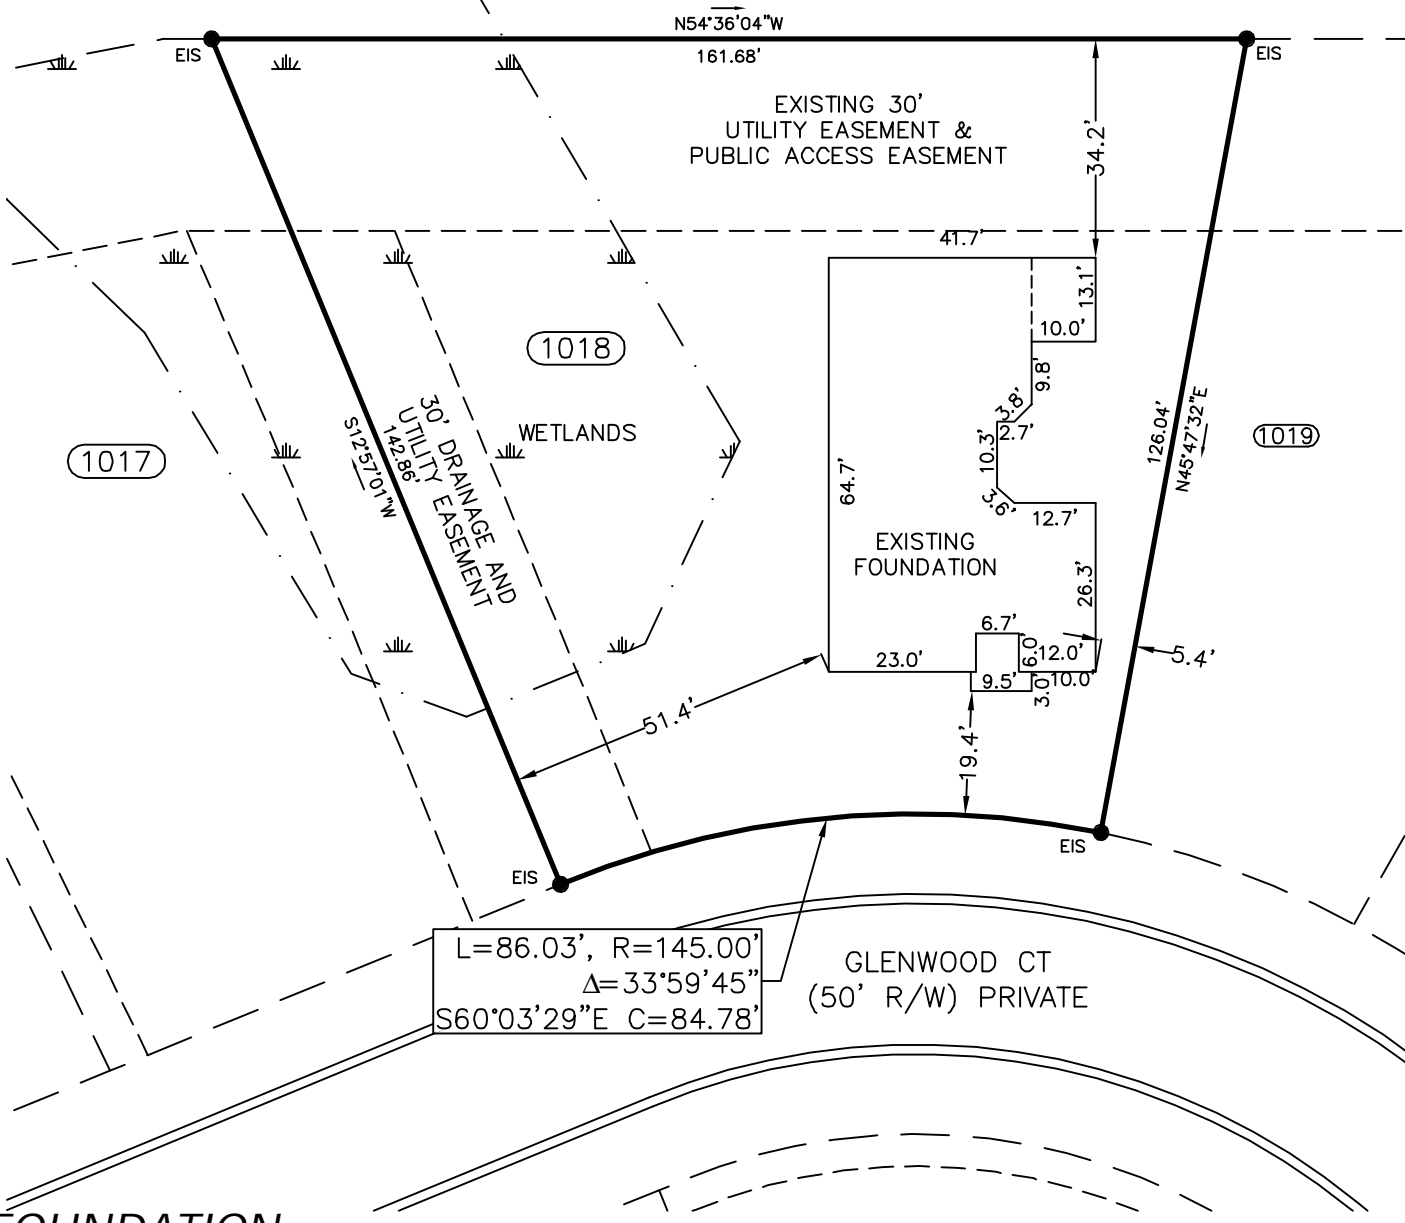 N54°36'04"W
161.68'
EIS
EIS
EXISTING 30'
UTILITY EASEMENT &
PUBLIC ACCESS EASEMENT
34.2'
41.7'
13.1'
10.0'
9.8'
3.8'
2.7'
10.3'
3.6'
12.7'
64.7'
26.3'
EXISTING
FOUNDATION
1018
WETLANDS
1017
1019
S12°57'01"W
142.86'
30' DRAINAGE AND
UTILITY EASEMENT
126.04'
N45°47'32"E
6.7'
6.0'
12.0'
23.0'
9.5'
3.0'
10.0'
5.4'
51.4'
19.4'
EIS
EIS
L=86.03', R=145.00'
Δ=33°59'45"
S60°03'29"E C=84.78'
GLENWOOD CT
(50' R/W) PRIVATE
FOUNDATION